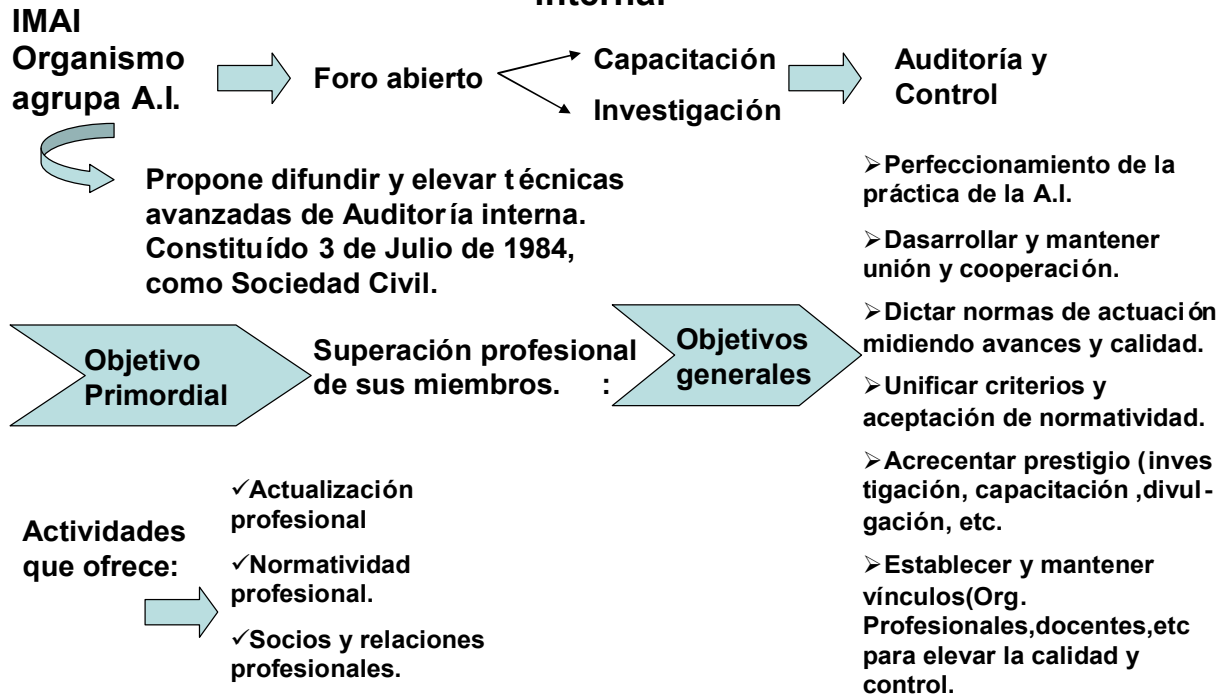 IMAI
Organismo
agrupa A.I.
Foro abierto
Capacitación
Investigación
Auditoría y
Control
Propone difundir y elevar técnicas
avanzadas de Auditoría interna.
Constituído 3 de Julio de 1984,
como Sociedad Civil.
Objetivo
Primordial
Superación profesional
de sus miembros. :
Objetivos
generales
➢Perfeccionamiento de la
práctica de la A.I.
➢Dasarrollar y mantener
unión y cooperación.
➢Dictar normas de actuación
midiendo avances y calidad.
➢Unificar criterios y
aceptación de normatividad.
➢Acrecentar prestigio (inves
tigación, capacitación ,divul-
gación, etc.
➢Establecer y mantener
vínculos(Org.
Profesionales,docentes,etc
para elevar la calidad y
control.
Actividades
que ofrece:
✓Actualización
profesional
✓Normatividad
profesional.
✓Socios y relaciones
profesionales.